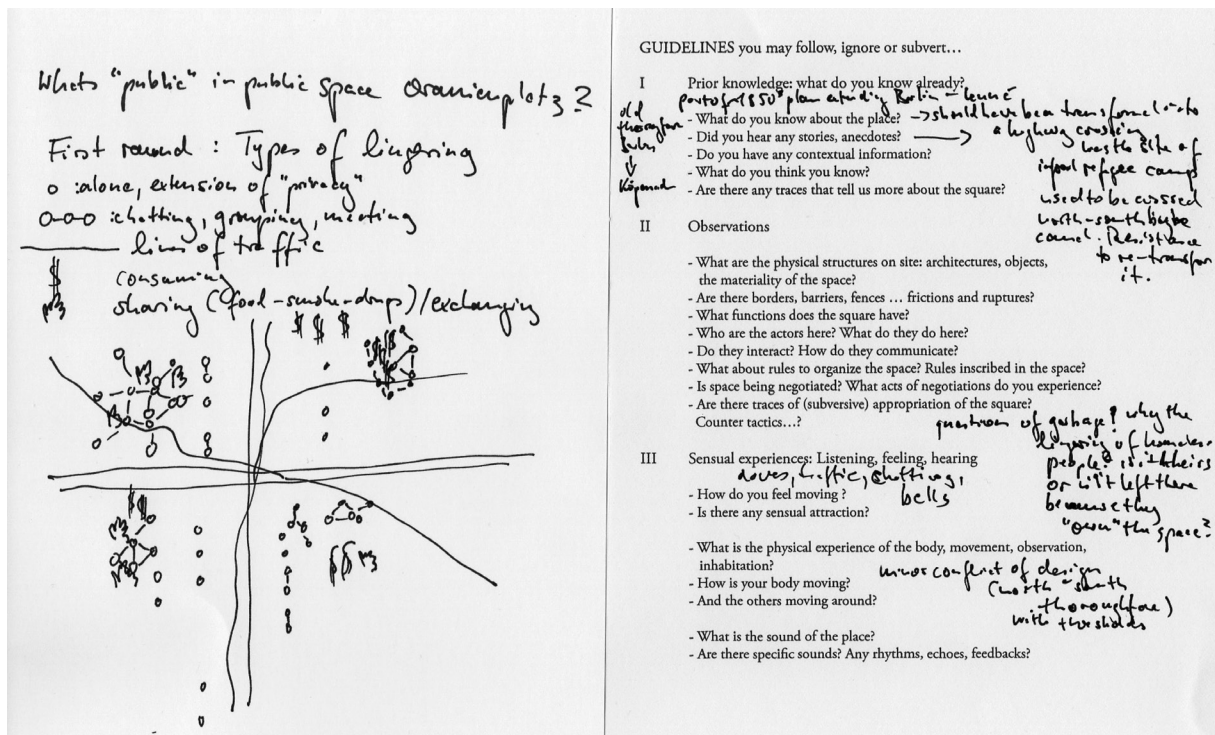 Whats "public" in public space Oranienplatz?
First round : Types of lingering
o :alone, extension of "privacy"
o-o-o :chatting, grouping, meeting
lines of traffic
$ consuming
sharing (food-smoke-drugs)/exchanging
$ $ $
GUIDELINES you may follow, ignore or subvert…
I Prior knowledge: what do you know already?
part of 1850s plan extending Berlin – Lenné
- What do you know about the place? → should have been transformed into
a highway crossing
- Did you hear any stories, anecdotes? →
was the site of
- Do you have any contextual information?
refugee camp
- What do you think you know?
- Are there any traces that tell us more about the square?
old
thoroughfare
↓
Köpenick
used to be crossed
north-south by the
canal. Resistance
to re-transform
it.
II Observations
- What are the physical structures on site: architectures, objects,
the materiality of the space?
- Are there borders, barriers, fences … frictions and ruptures?
- What functions does the square have?
- Who are the actors here? What do they do here?
- Do they interact? How do they communicate?
- What about rules to organize the space? Rules inscribed in the space?
- Is space being negotiated? What acts of negotiations do you experience?
- Are there traces of (subversive) appropriation of the square?
Counter tactics…?
questions of garbage? why the
lingering of homeless
people? is it theirs
or is it left there
because they
"own" the space?
III Sensual experiences: Listening, feeling, hearing
doves, traffic, chatting,
bells
- How do you feel moving ?
- Is there any sensual attraction?
- What is the physical experience of the body, movement, observation,
inhabitation?
minor conflict of design
(north-south
thoroughfare)
with thresholds
- How is your body moving?
- And the others moving around?
- What is the sound of the place?
- Are there specific sounds? Any rhythms, echoes, feedbacks?